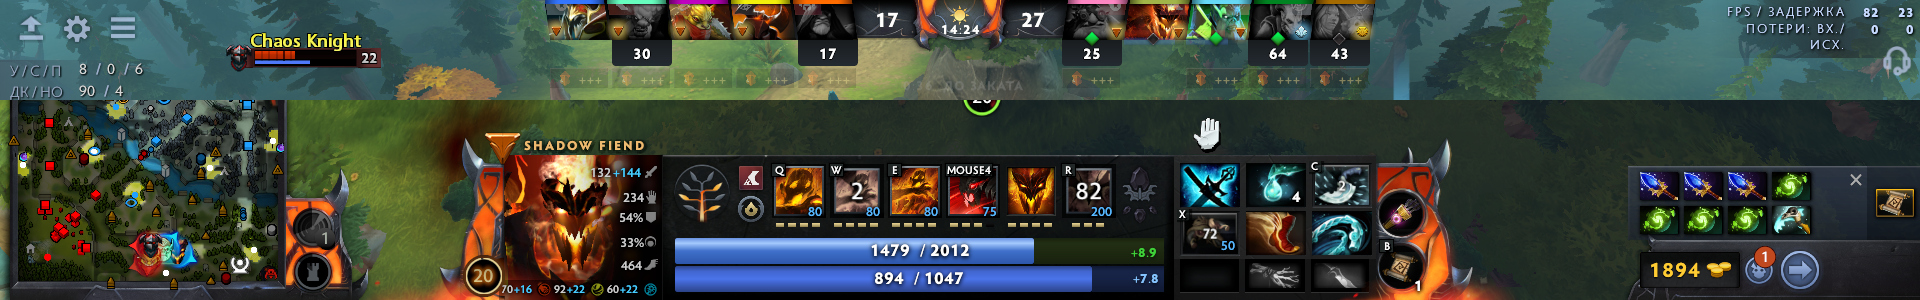 17 14:24 27
FPS / ЗАДЕРЖКА 82 23
ПОТЕРИ: ВХ./ 0 0
ИСХ.
Chaos Knight
22
30 17 25 64 43
У/С/П 8 / 0 / 6
ДК/НО 90 / 4
ДО ЗАКАТА
SHADOW FIEND
132 +144
234
54%
33%
464
20
70+16 92+22 60+22
Q W E MOUSE4 R
2 82
80 80 80 75 200
1479 / 2012 +8.9
894 / 1047 +7.8
4 C 2
X 72 50
B 1
1
1894 1